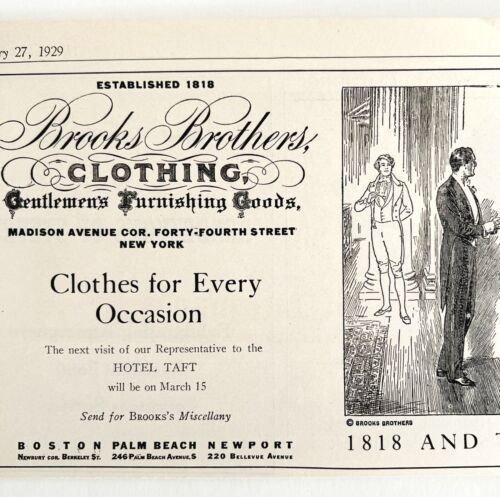 ry 27, 1929
ESTABLISHED 1818
Brooks Brothers,
CLOTHING,
Gentlemen's Furnishing Goods,
MADISON AVENUE COR. FORTY-FOURTH STREET
NEW YORK
Clothes for Every
Occasion
The next visit of our Representative to the
HOTEL TAFT
will be on March 15
Send for BROOKS'S Miscellany
BOSTON PALM BEACH NEWPORT
NEWBURY COR. BERKELEY ST. 246 PALM BEACH AVENUE,S 220 BELLEVUE AVENUE
© BROOKS BROTHERS
1818 AND